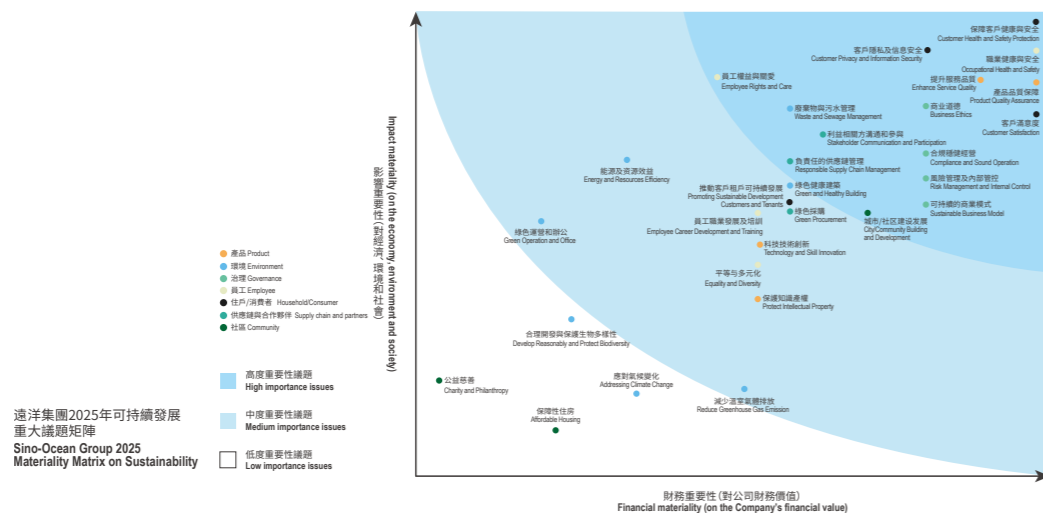 保障客戶健康與安全
Customer Health and Safety Protection
客戶隱私及信息安全
Customer Privacy and Information Security
職業健康與安全
Occupational Health and Safety
員工權益與關愛
Employee Rights and Care
提升服務品質
Enhance Service Quality
產品品質保障
Product Quality Assurance
廢棄物與污水管理
Waste and Sewage Management
商业道德
Business Ethics
客戶滿意度
Customer Satisfaction
利益相關方溝通和參與
Stakeholder Communication and Participation
合規穩健經營
Compliance and Sound Operation
能源及资源效益
Energy and Resources Efficiency
負責任的供應鏈管理
Responsible Supply Chain Management
風險管理及內部管控
Risk Management and Internal Control
推動客戶租戶可持續發展
Promoting Sustainable Development
Customers and Tenants
綠色健康建築
Green and Healthy Building
可持續的商業模式
Sustainable Business Model
綠色採購
Green Procurement
綠色運營和辦公
Green Operation and Office
員工職業發展及培訓
Employee Career Development and Training
城市/社区建设发展
City/Community Building
and Development
科技技術創新
Technology and Skill Innovation
平等与多元化
Equality and Diversity
保護知識產權
Protect Intellectual Property
合理開發與保護生物多樣性
Develop Reasonably and Protect Biodiversity
公益慈善
Charity and Philanthropy
應對氣候變化
Addressing Climate Change
減少溫室氣體排放
Reduce Greenhouse Gas Emission
保障性住房
Affordable Housing
影響重要性(對經濟、環境和社會)
Impact materiality (on the economy, environment and society)
財務重要性(對公司財務價值)
Financial materiality (on the Company's financial value)
產品 Product
環境 Environment
治理 Governance
員工 Employee
住戶/消費者 Household/Consumer
供應鏈與合作夥伴 Supply chain and partners
社區 Community
高度重要性議題
High importance issues
中度重要性議題
Medium importance issues
低度重要性議題
Low importance issues
遠洋集團2025年可持續發展
重大議題矩陣
Sino-Ocean Group 2025
Materiality Matrix on Sustainability